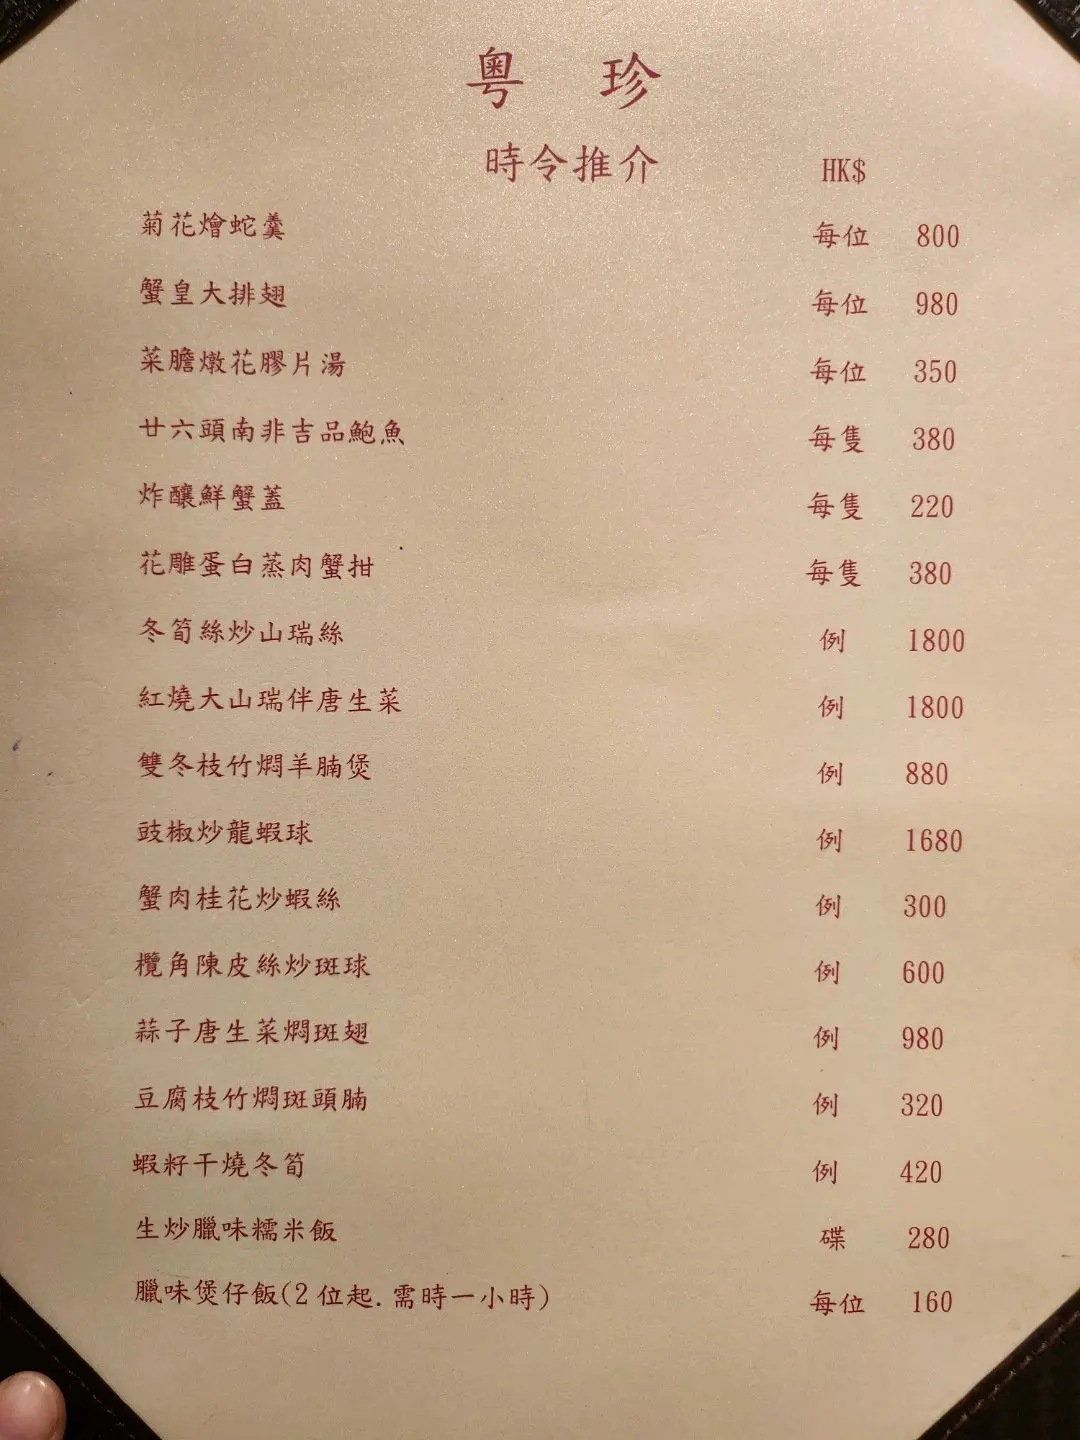 粵 珍
時令推介 HK$
菊花燴蛇羹 每位 800
蟹皇大排翅 每位 980
菜膽燉花膠片湯 每位 350
廿六頭南非吉品鮑魚 每隻 380
炸釀鮮蟹蓋 每隻 220
花雕蛋白蒸肉蟹拑 每隻 380
冬筍絲炒山瑞絲 例 1800
紅燒大山瑞伴唐生菜 例 1800
雙冬枝竹燜羊腩煲 例 880
豉椒炒龍蝦球 例 1680
蟹肉桂花炒蝦絲 例 300
欖角陳皮絲炒斑球 例 600
蒜子唐生菜燜斑翅 例 980
豆腐枝竹燜斑頭腩 例 320
蝦籽干燒冬筍 例 420
生炒臘味糯米飯 碟 280
臘味煲仔飯(2位起.需時一小時) 每位 160